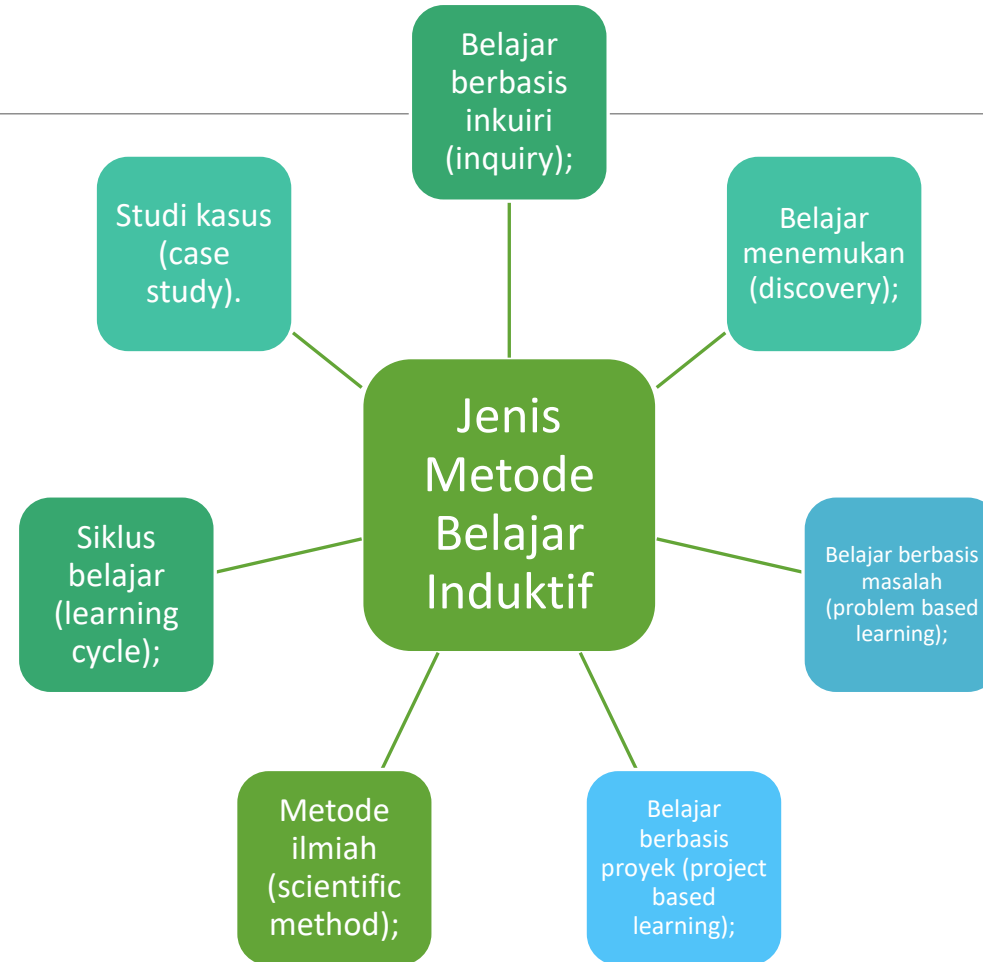 Belajar
berbasis
inkuiri
(inquiry);
Belajar
menemukan
(discovery);
Belajar berbasis
masalah
(problem based
learning);
Belajar
berbasis
proyek (project
based
learning);
Metode
ilmiah
(scientific
method);
Siklus
belajar
(learning
cycle);
Studi kasus
(case
study).
Jenis
Metode
Belajar
Induktif